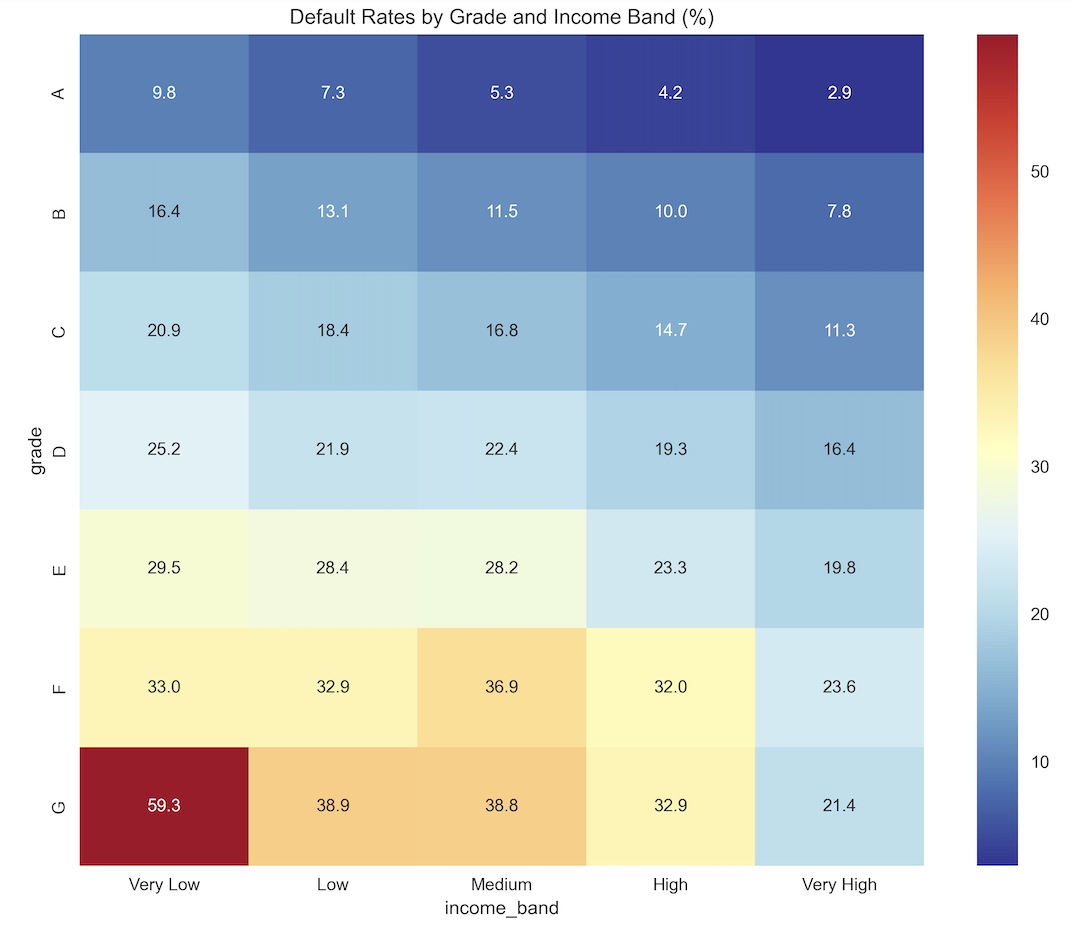 Default Rates by Grade and Income Band (%)
A 9.8 7.3 5.3 4.2 2.9
B 16.4 13.1 11.5 10.0 7.8
C 20.9 18.4 16.8 14.7 11.3
D 25.2 21.9 22.4 19.3 16.4
E 29.5 28.4 28.2 23.3 19.8
F 33.0 32.9 36.9 32.0 23.6
G 59.3 38.9 38.8 32.9 21.4
grade
Very Low Low Medium High Very High
income_band
50
40
30
20
10